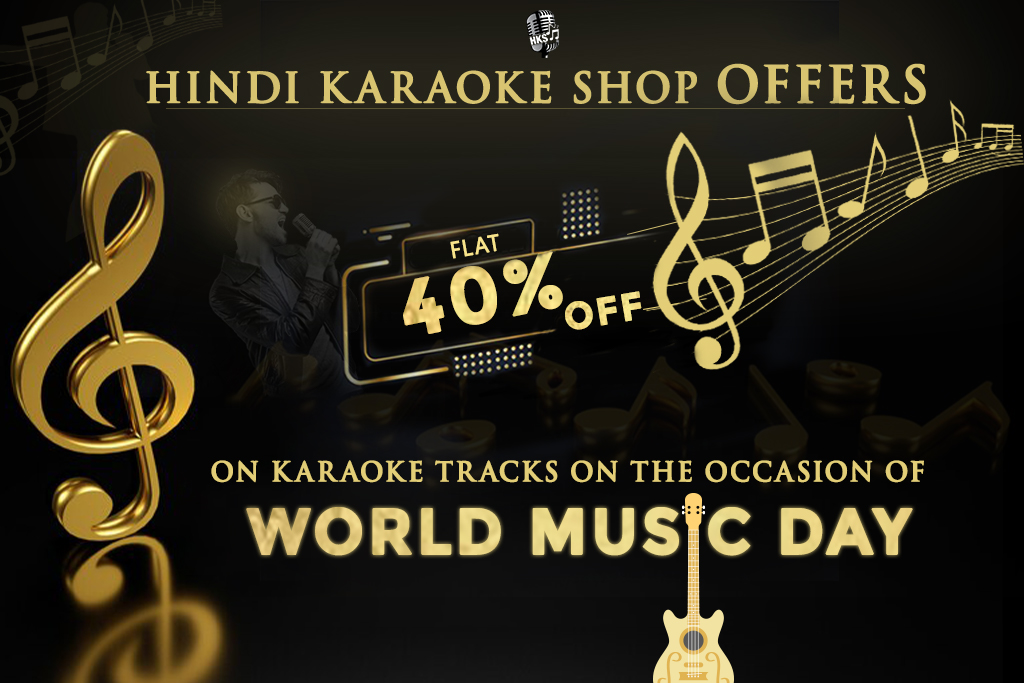 HKS
HINDI KARAOKE SHOP OFFERS
FLAT
40% OFF
ON KARAOKE TRACKS ON THE OCCASION OF
WORLD MUSIC DAY